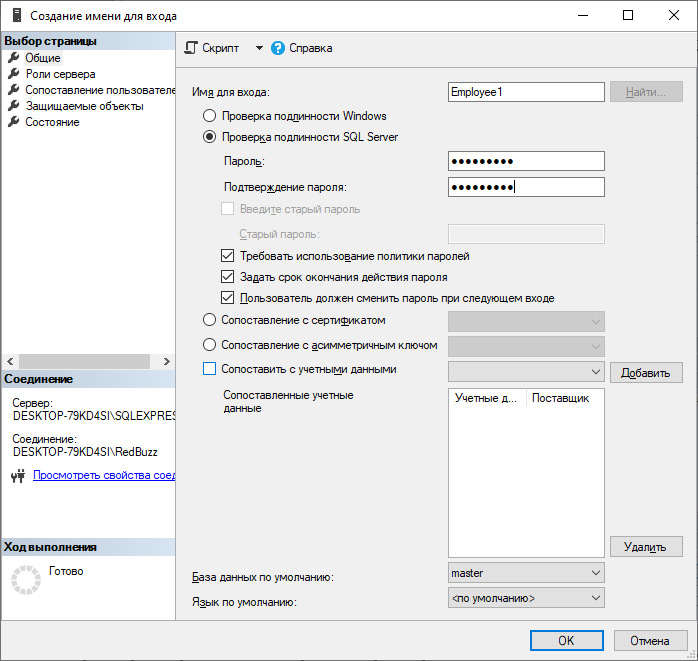 Создание имени для входа
Выбор страницы
Общие
Роли сервера
Сопоставление пользователе
Защищаемые объекты
Состояние
Соединение
Сервер:
DESKTOP-79KD4SI\SQLEXPRES
Соединение:
DESKTOP-79KD4SI\RedBuzz
Просмотреть свойства соед
Ход выполнения
Готово
Скрипт
Справка
Имя для входа: Employee1 Найти...
Проверка подлинности Windows
Проверка подлинности SQL Server
Пароль: ●●●●●●●●●
Подтверждение пароля: ●●●●●●●●●
Введите старый пароль
Старый пароль:
Требовать использование политики паролей
Задать срок окончания действия пароля
Пользователь должен сменить пароль при следующем входе
Сопоставление с сертификатом
Сопоставление с асимметричным ключом
Сопоставить с учетными данными Добавить
Сопоставленные учетные
данные
Учетные д... Поставщик
Удалить
База данных по умолчанию: master
Язык по умолчанию: <по умолчанию>
OK Отмена